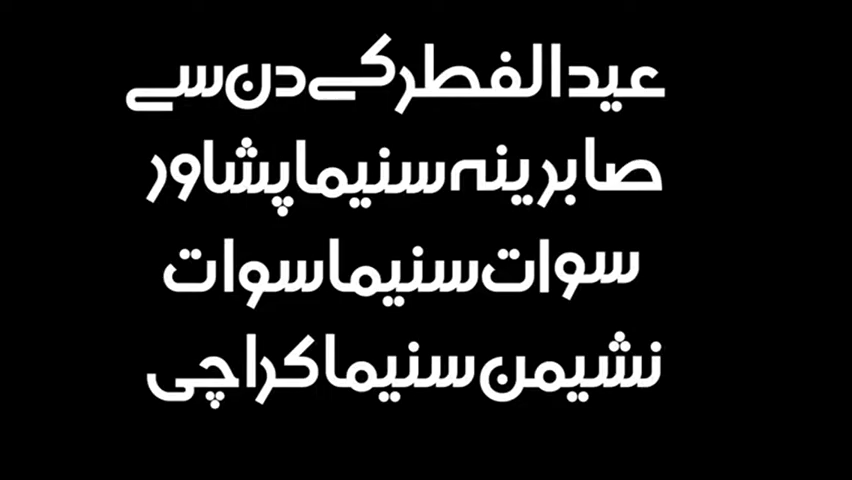 عیدالفطر کے دن سے
صابرینہ سنیما پشاور
سوات سنیما سوات
نشیمن سنیما کراچی